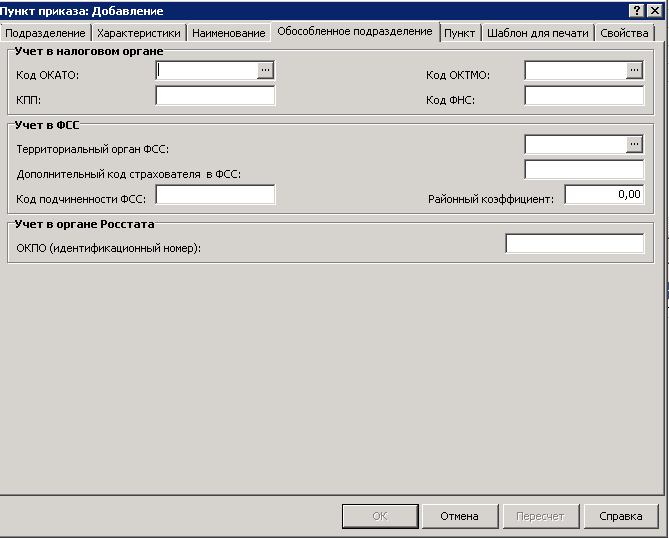 Пункт приказа: Добавление
Подразделение Характеристики Наименование Обособленное подразделение Пункт Шаблон для печати Свойства
Учет в налоговом органе
Код ОКАТО: ... Код ОКТМО: ...
КПП: Код ФНС:
Учет в ФСС
Территориальный орган ФСС: ...
Дополнительный код страхователя в ФСС:
Код подчиненности ФСС: Районный коэффициент: 0,00
Учет в органе Росстата
ОКПО (идентификационный номер):
ОК Отмена Пересчет Справка